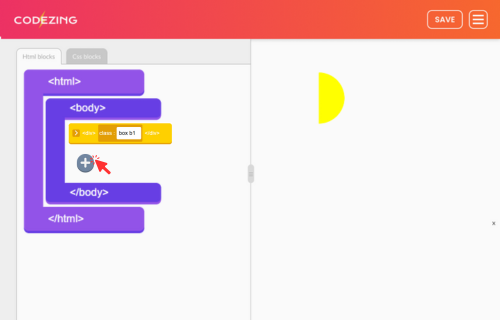 CODEZING
SAVE
Html blocks
Css blocks
<html>
<body>
<div> class box b1 <div>
</body>
</html>
x